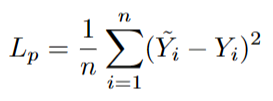 L_p = \frac{1}{n} \sum_{i=1}^{n} (\tilde{Y}_i - Y_i)^2